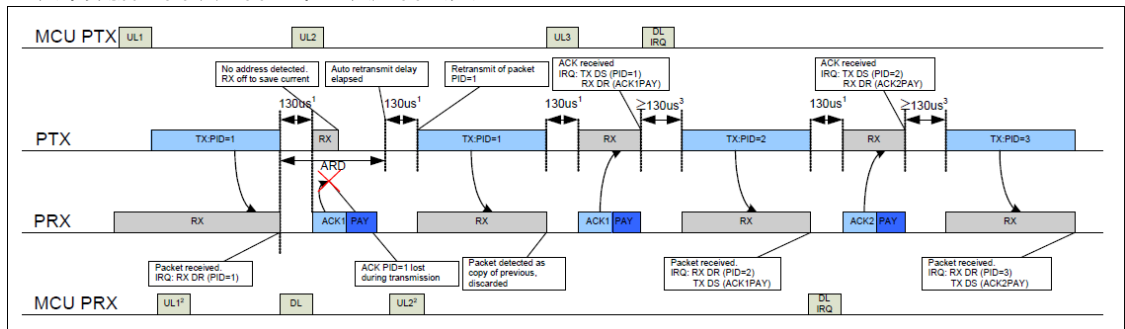 MCU PTX UL1 UL2 UL3 DL
IRQ
No address detected.
RX off to save current
Auto retransmit delay
elapsed
Retransmit of packet
PID=1
ACK received
IRQ: TX DS (PID=1)
RX DR (ACK1PAY)
ACK received
IRQ: TX DS (PID=2)
RX DR (ACK2PAY)
130us¹ 130us¹ 130us¹ ≥130us³ 130us¹ ≥130us³
PTX TX:PID=1 RX TX:PID=1 RX TX:PID=2 RX TX:PID=3
ARD
PRX RX ACK1 PAY RX ACK1 PAY RX ACK2 PAY RX
Packet received.
IRQ: RX DR (PID=1)
ACK PID=1 lost
during transmission
Packet detected as
copy of previous,
discarded
Packet received.
IRQ: RX DR (PID=2)
TX DS (ACK1PAY)
Packet received.
IRQ: RX DR (PID=3)
TX DS (ACK2PAY)
MCU PRX UL1² DL UL2² DL
IRQ